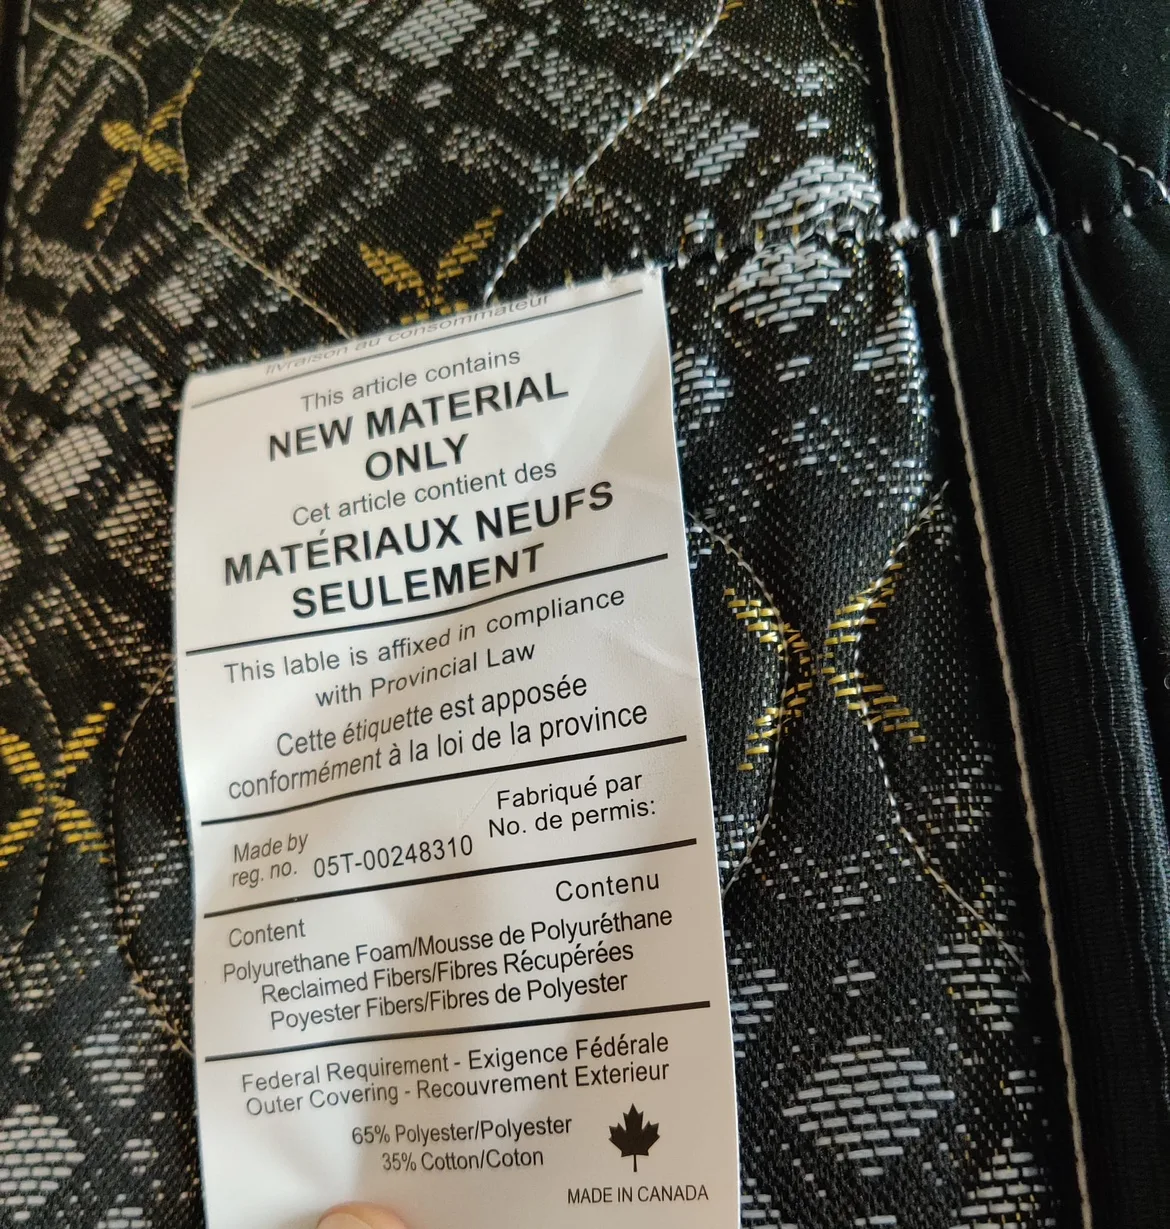 livraison au consommateur
This article contains
NEW MATERIAL
ONLY
Cet article contient des
MATÉRIAUX NEUFS
SEULEMENT
This lable is affixed in compliance
with Provincial Law
Cette étiquette est apposée
conformément à la loi de la province
Made by
reg. no. 05T-00248310
Fabriqué par
No. de permis:
Content
Contenu
Polyurethane Foam/Mousse de Polyuréthane
Reclaimed Fibers/Fibres Récupérées
Poyester Fibers/Fibres de Polyester
Federal Requirement - Exigence Fédérale
Outer Covering - Recouvrement Exterieur
65% Polyester/Polyester
35% Cotton/Coton
MADE IN CANADA